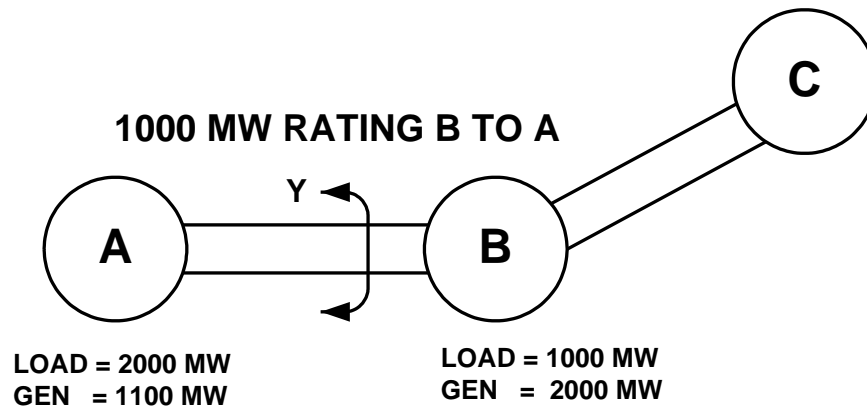 C
1000 MW RATING B TO A
Y
A
B
LOAD = 2000 MW
GEN = 1100 MW
LOAD = 1000 MW
GEN = 2000 MW